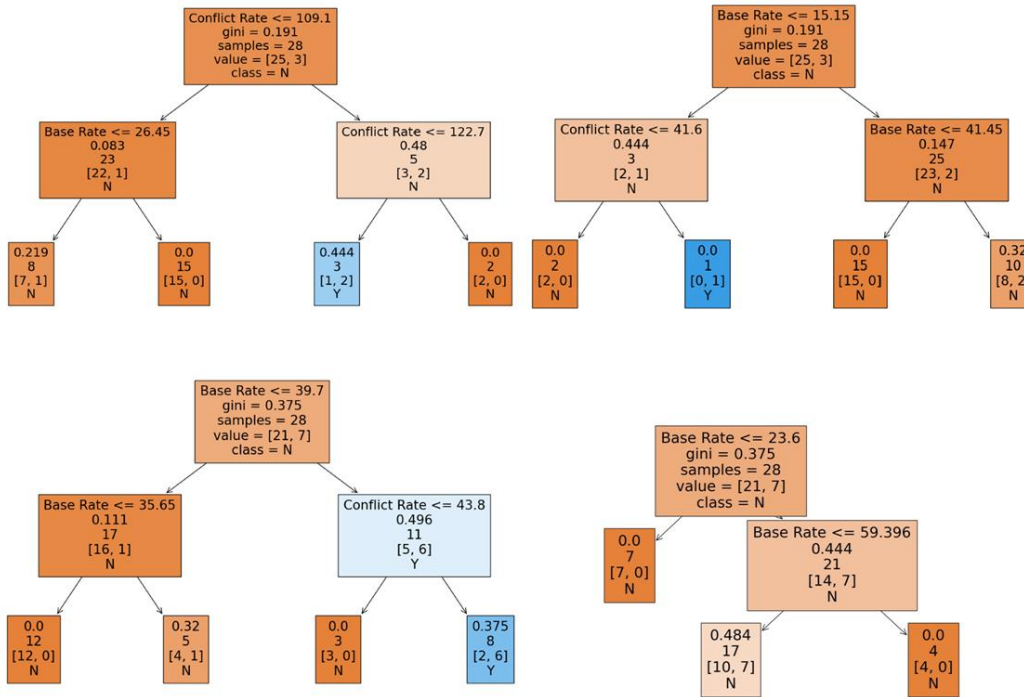 Conflict Rate <= 109.1
gini = 0.191
samples = 28
value = [25, 3]
class = N
Base Rate <= 26.45
0.083
23
[22, 1]
N
Conflict Rate <= 122.7
0.48
5
[3, 2]
N
0.219
8
[7, 1]
N
0.0
15
[15, 0]
N
0.444
3
[1, 2]
Y
0.0
2
[2, 0]
N
Base Rate <= 15.15
gini = 0.191
samples = 28
value = [25, 3]
class = N
Conflict Rate <= 41.6
0.444
3
[2, 1]
N
Base Rate <= 41.45
0.147
25
[23, 2]
N
0.0
2
[2, 0]
N
0.0
1
[0, 1]
Y
0.0
15
[15, 0]
N
0.32
10
[8, 2
N
Base Rate <= 39.7
gini = 0.375
samples = 28
value = [21, 7]
class = N
Base Rate <= 35.65
0.111
17
[16, 1]
N
Conflict Rate <= 43.8
0.496
11
[5, 6]
Y
0.0
12
[12, 0]
N
0.32
5
[4, 1]
N
0.0
3
[3, 0]
N
0.375
8
[2, 6]
Y
Base Rate <= 23.6
gini = 0.375
samples = 28
value = [21, 7]
class = N
0.0
7
[7, 0]
N
Base Rate <= 59.396
0.444
21
[14, 7]
N
0.484
17
[10, 7]
N
0.0
4
[4, 0]
N